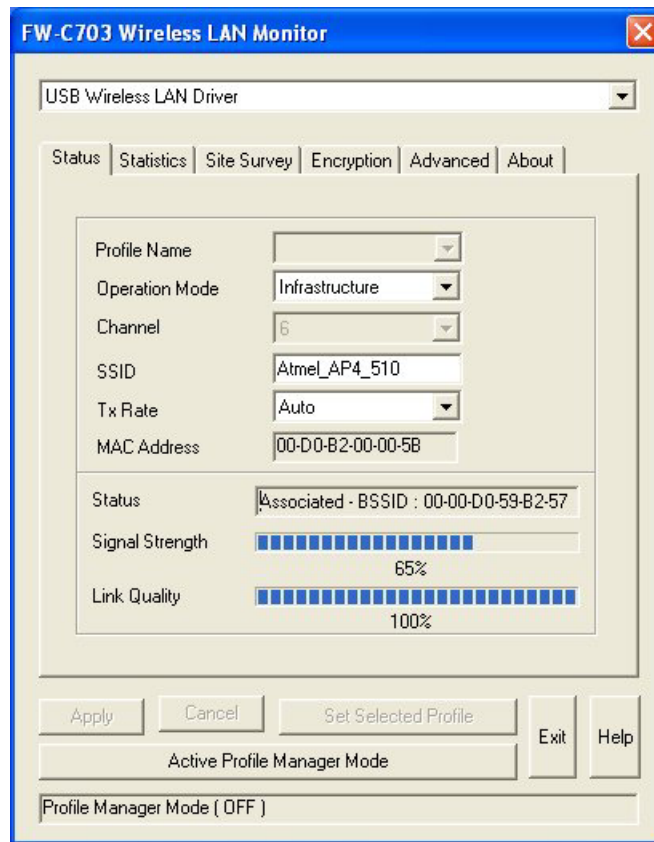 FW-C703 Wireless LAN Monitor
USB Wireless LAN Driver
Status Statistics Site Survey Encryption Advanced About
Profile Name
Operation Mode Infrastructure
Channel 6
SSID Atmel_AP4_510
Tx Rate Auto
MAC Address 00-D0-B2-00-00-5B
Status Associated - BSSID : 00-00-D0-59-B2-57
Signal Strength
65%
Link Quality
100%
Apply Cancel Set Selected Profile Exit Help
Active Profile Manager Mode
Profile Manager Mode ( OFF )